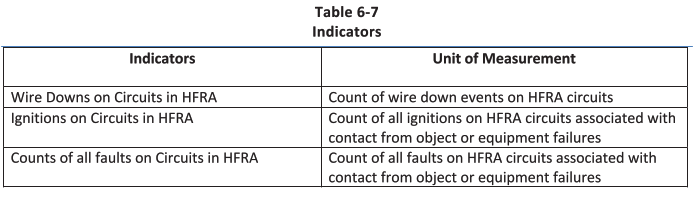 Table 6-7
Indicators
Indicators Unit of Measurement
Wire Downs on Circuits in HFRA Count of wire down events on HFRA circuits
Ignitions on Circuits in HFRA Count of all ignitions on HFRA circuits associated with
contact from object or equipment failures
Counts of all faults on Circuits in HFRA Count of all faults on HFRA circuits associated with
contact from object or equipment failures